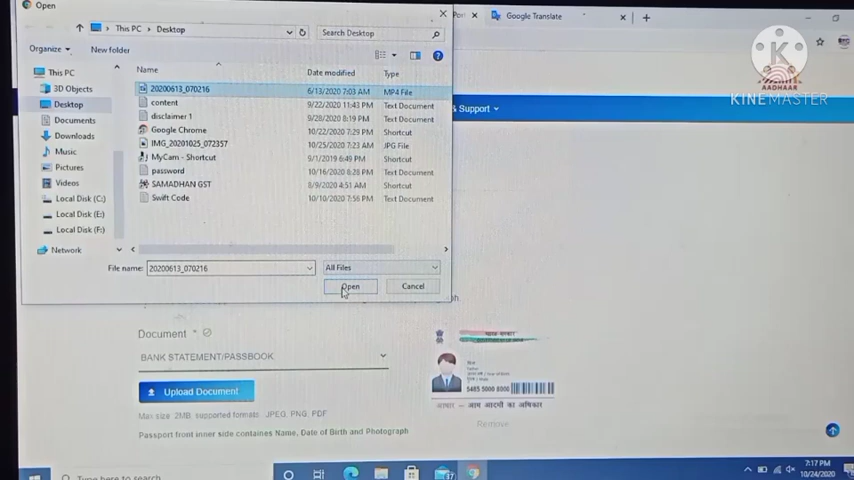 Open
This PC > Desktop
Search Desktop
Google Translate
Organize
New folder
Name
Date modified
Type
This PC
3D Objects
Desktop
Documents
Downloads
Music
Pictures
Videos
Local Disk (C:)
Local Disk (E:)
Local Disk (F:)
Network
20200613_070216 6/13/2020 7:03 AM MP4 File
content 9/22/2020 11:43 PM Text Document
disclaimer 1 9/28/2020 8:19 PM Text Document
Google Chrome 10/22/2020 7:29 PM Shortcut
IMG_20201025_072357 10/25/2020 7:23 AM JPG File
MyCam - Shortcut 9/1/2019 6:49 PM Shortcut
password 10/16/2020 8:28 PM Text Document
SAMADHAN GST 8/9/2020 4:51 AM Shortcut
Swift Code 10/10/2020 7:56 PM Text Document
File name: 20200613_070216
All Files
Open
Cancel
& Support
AADHAAR
KINEMASTER
Document *
BANK STATEMENT/PASSBOOK
Upload Document
Max size 2MB, supported formats: JPEG, PNG, PDF
Passport front inner side containes Name, Date of Birth and Photograph
5485 5000 8000
आधार — आम आदमी का अधिकार
Remove
Type here to search
37
7:17 PM
10/24/2020